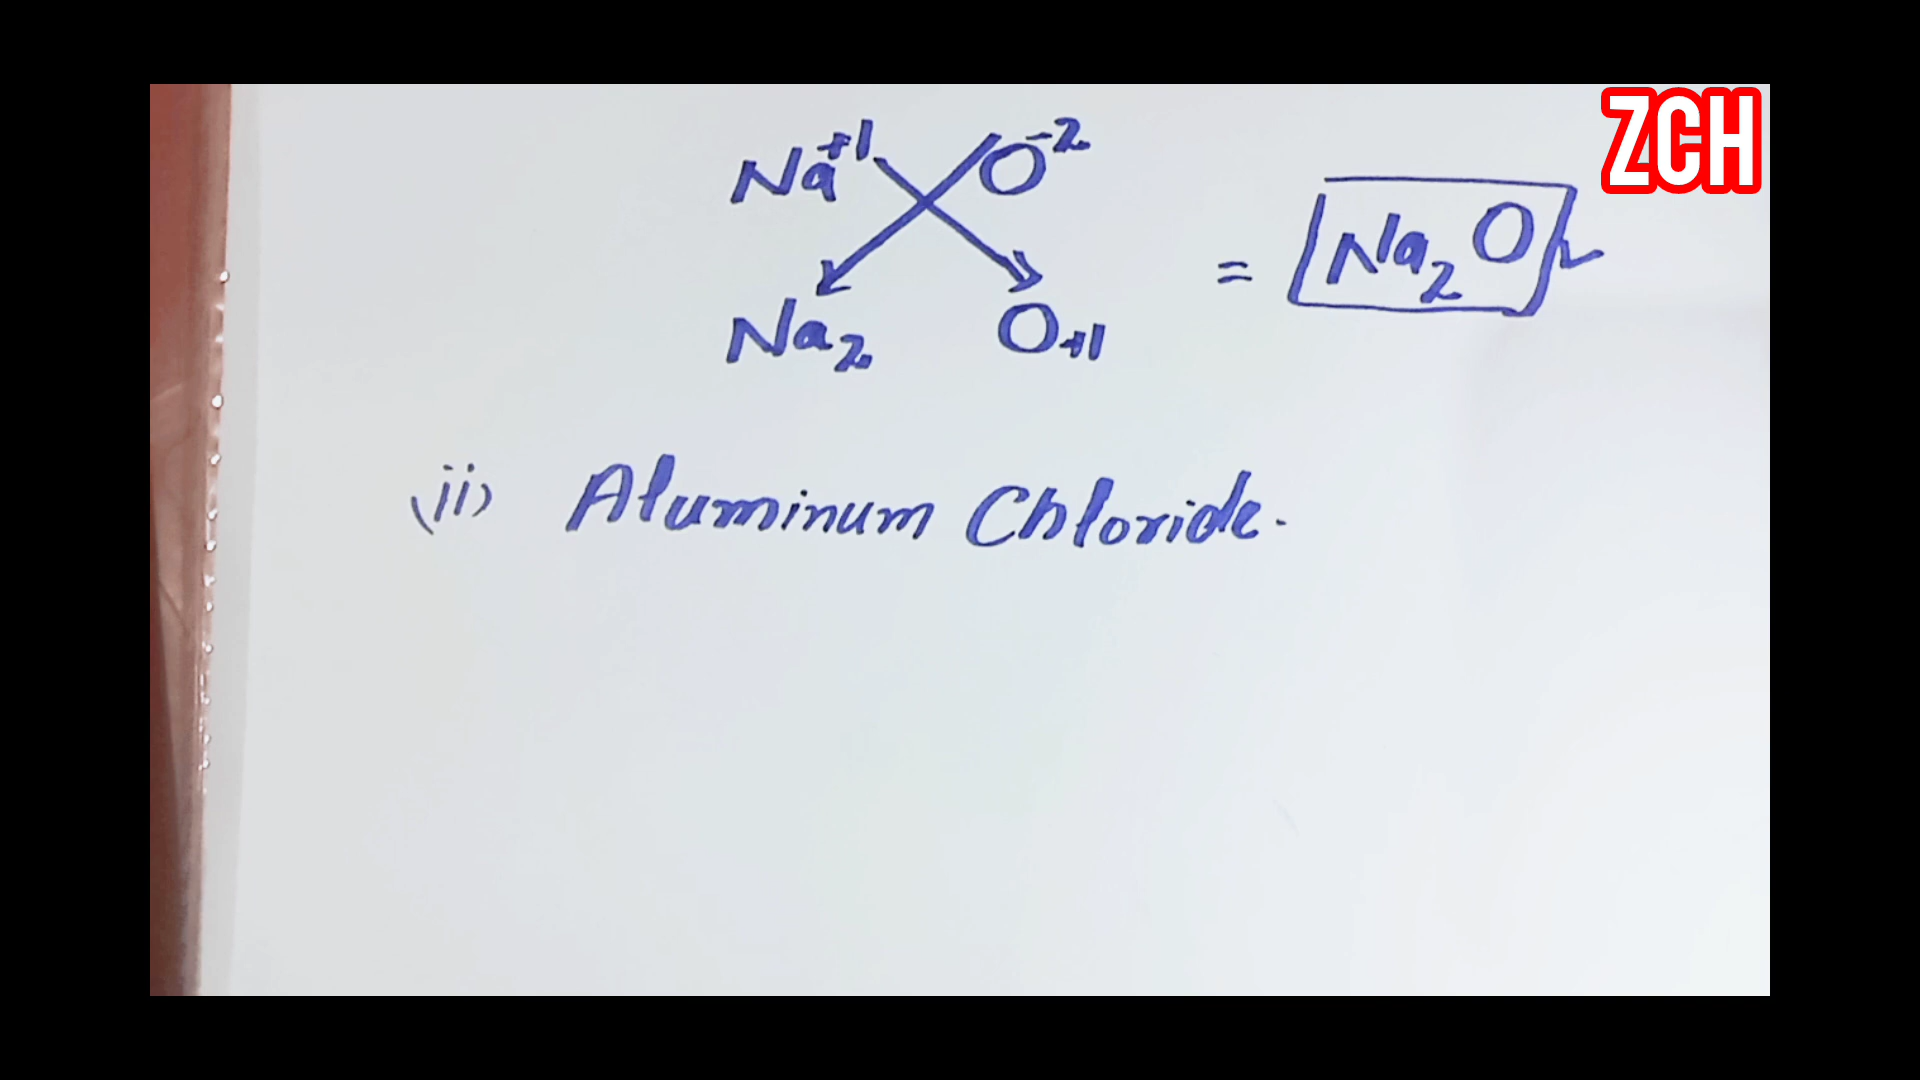 ZCH
Na⁺¹ O⁻²
Na₂ O₊₁ = Na₂O
(ii) Aluminum Chloride.